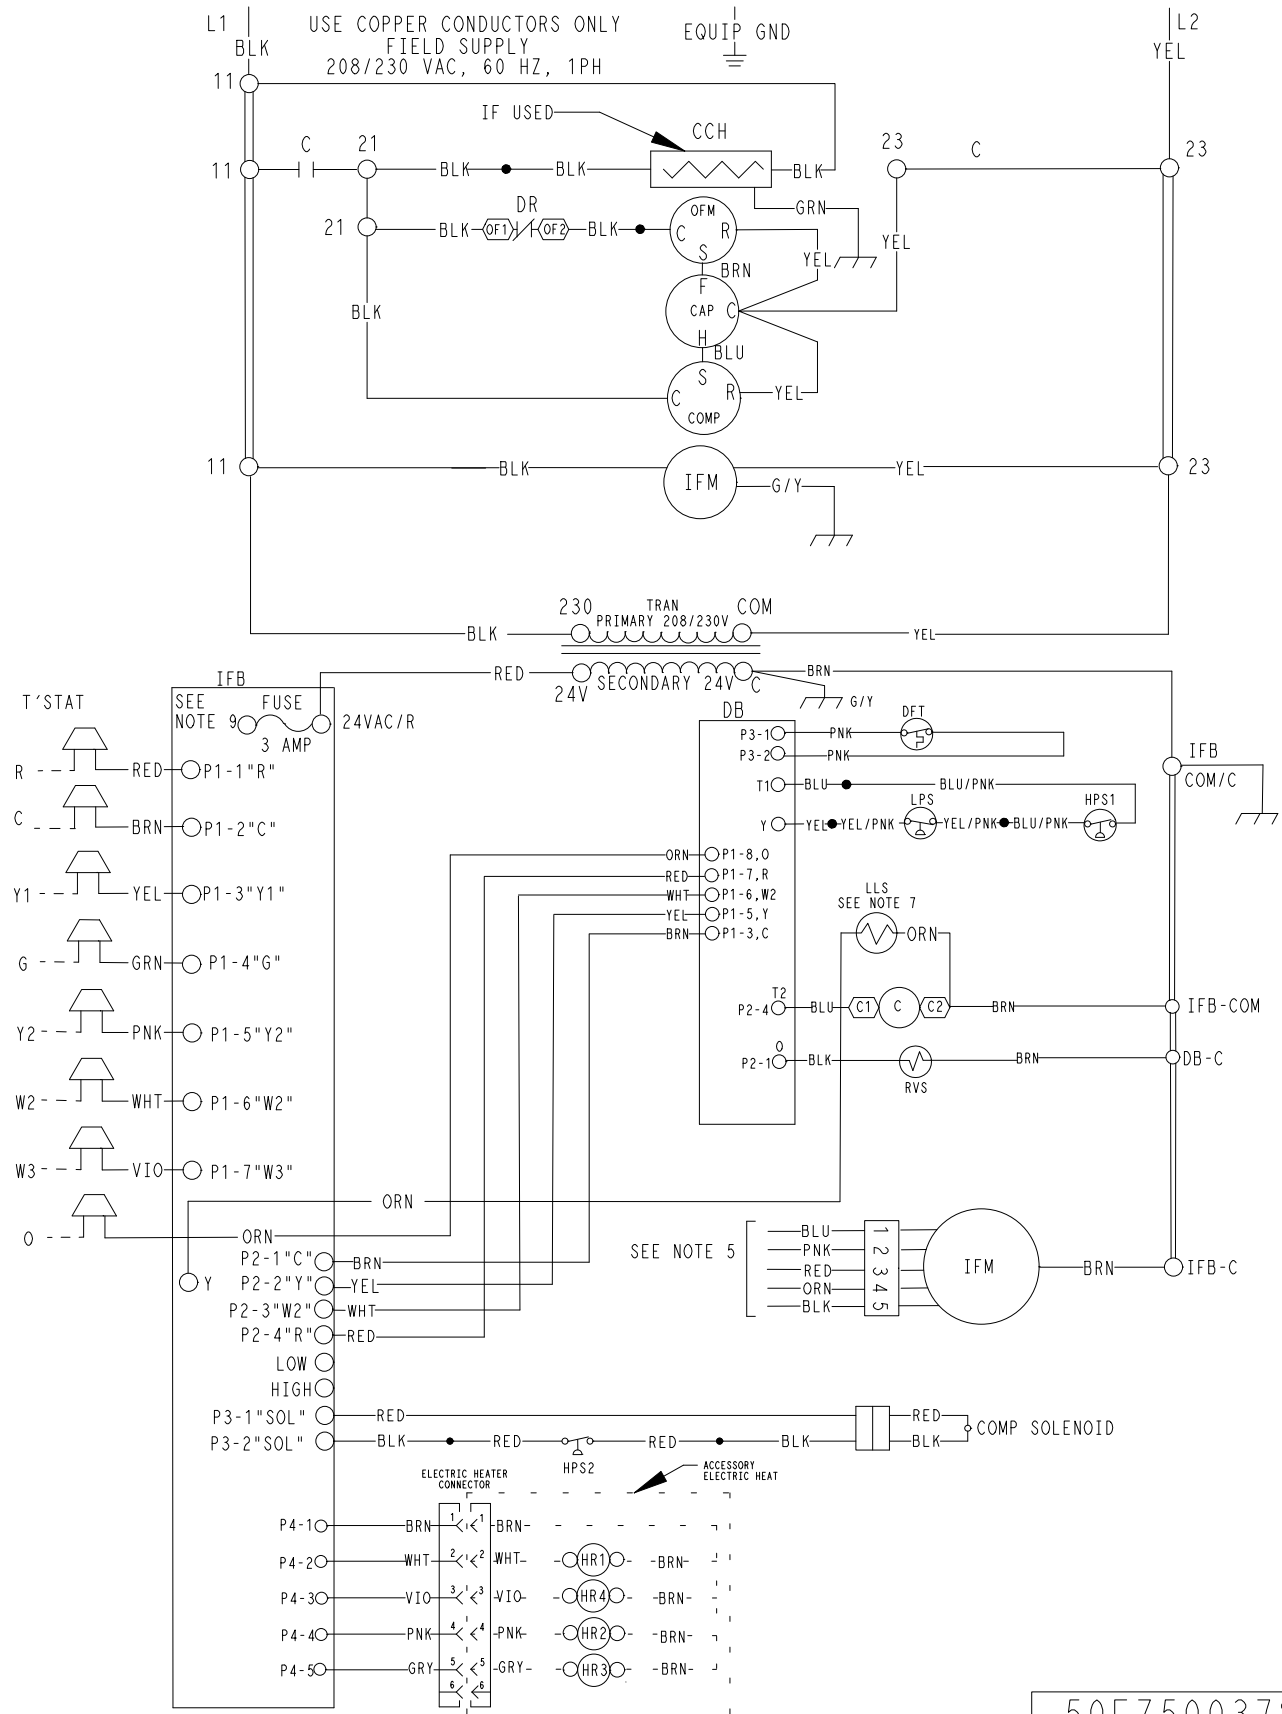 L1
USE COPPER CONDUCTORS ONLY
FIELD SUPPLY
208/230 VAC, 60 HZ, 1PH
EQUIP GND
L2
BLK
YEL
11
IF USED
CCH
C
21
23
C
23
11
BLK
BLK
BLK
GRN
DR
OFM
21
BLK
OF1
OF2
BLK
C
R
S
YEL
YEL
BRN
F
CAP
C
H
BLU
BLK
S
C
R
COMP
YEL
11
BLK
IFM
YEL
23
G/Y
230
TRAN
COM
PRIMARY 208/230V
BLK
YEL
RED
BRN
24V
SECONDARY 24V
C
G/Y
IFB
T'STAT
SEE
NOTE 9
FUSE
3 AMP
24VAC/R
DB
P3-1
PNK
DFT
P3-2
PNK
IFB
COM/C
T1
BLU
BLU/PNK
LPS
HPS1
Y
YEL
YEL/PNK
YEL/PNK
BLU/PNK
R
RED
P1-1"R"
C
BRN
P1-2"C"
Y1
YEL
P1-3"Y1"
G
GRN
P1-4"G"
Y2
PNK
P1-5"Y2"
W2
WHT
P1-6"W2"
W3
VIO
P1-7"W3"
O
ORN
ORN
P1-8,O
RED
P1-7,R
WHT
P1-6,W2
YEL
P1-5,Y
BRN
P1-3,C
LLS
SEE NOTE 7
ORN
T2
P2-4
BLU
C1
C
C2
BRN
IFB-COM
O
P2-1
BLK
RVS
BRN
DB-C
ORN
Y
P2-1"C"
BRN
P2-2"Y"
YEL
P2-3"W2"
WHT
P2-4"R"
RED
LOW
HIGH
SEE NOTE 5
BLU
1
PNK
2
RED
3
ORN
4
BLK
5
IFM
BRN
IFB-C
P3-1"SOL"
RED
RED
P3-2"SOL"
BLK
RED
HPS2
RED
BLK
BLK
COMP SOLENOID
ELECTRIC HEATER
CONNECTOR
ACCESSORY
ELECTRIC HEAT
P4-1
BRN
1
1
BRN
P4-2
WHT
2
2
WHT
HR1
BRN
P4-3
VIO
3
3
VIO
HR4
BRN
P4-4
PNK
4
4
PNK
HR2
BRN
P4-5
GRY
5
5
GRY
HR3
BRN
6
6